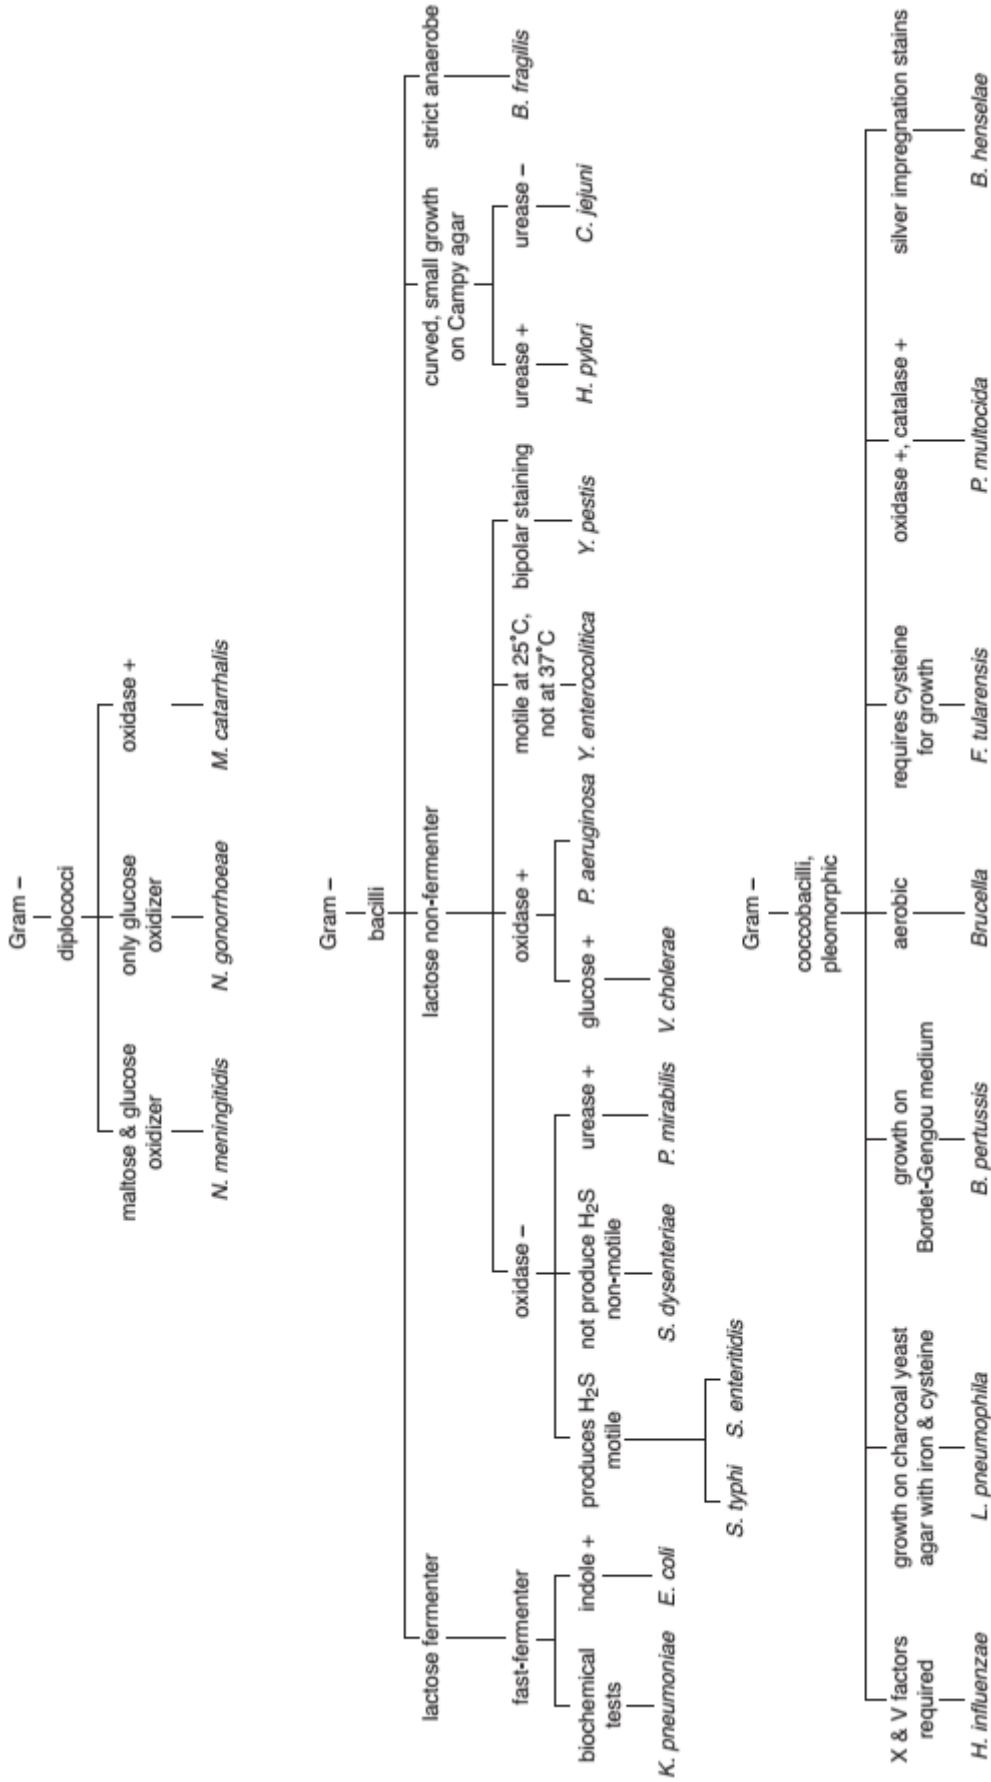 Gram –
diplococci
maltose & glucose
oxidizer
only glucose
oxidizer
oxidase +
N. meningitidis
N. gonorrhoeae
M. catarrhalis
Gram –
bacilli
lactose fermenter
lactose non-fermenter
curved, small growth
on Campy agar
strict anaerobe
fast-fermenter
oxidase –
oxidase +
motile at 25°C,
not at 37°C
bipolar staining
urease +
urease –
B. fragilis
biochemical
tests
indole +
produces H2S
motile
not produce H2S
non-motile
urease +
glucose +
P. aeruginosa
Y. enterocolitica
Y. pestis
H. pylori
C. jejuni
K. pneumoniae
E. coli
S. dysenteriae
P. mirabilis
V. cholerae
S. typhi
S. enteritidis
Gram –
coccobacilli,
pleomorphic
X & V factors
required
growth on charcoal yeast
agar with iron & cysteine
growth on
Bordet-Gengou medium
aerobic
requires cysteine
for growth
oxidase +, catalase +
silver impregnation stains
H. influenzae
L. pneumophila
B. pertussis
Brucella
F. tularensis
P. multocida
B. henselae